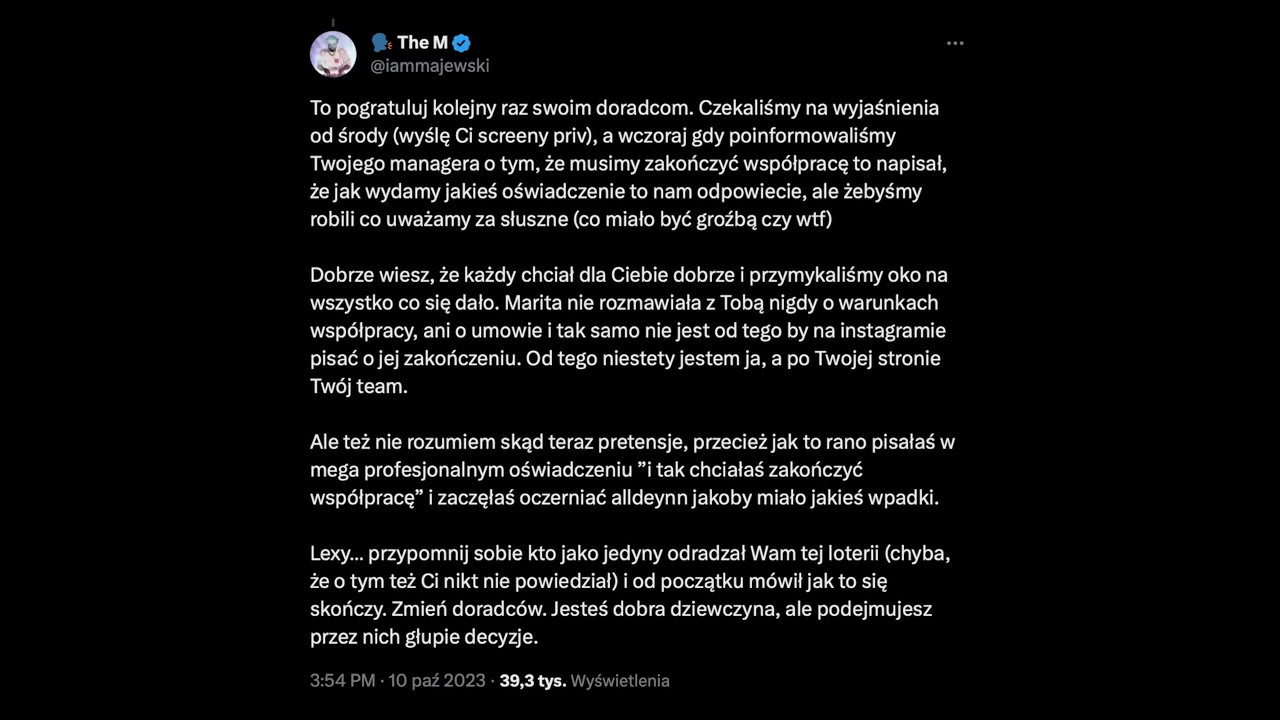 The M
@iammajewski
To pogratuluj kolejny raz swoim doradcom. Czekaliśmy na wyjaśnienia
od środy (wyślę Ci screeny priv), a wczoraj gdy poinformowaliśmy
Twojego managera o tym, że musimy zakończyć współpracę to napisał,
że jak wydamy jakieś oświadczenie to nam odpowiecie, ale żebyśmy
robili co uważamy za słuszne (co miało być groźbą czy wtf)
Dobrze wiesz, że każdy chciał dla Ciebie dobrze i przymykaliśmy oko na
wszystko co się dało. Marita nie rozmawiała z Tobą nigdy o warunkach
współpracy, ani o umowie i tak samo nie jest od tego by na instagramie
pisać o jej zakończeniu. Od tego niestety jestem ja, a po Twojej stronie
Twój team.
Ale też nie rozumiem skąd teraz pretensje, przecież jak to rano pisałaś w
mega profesjonalnym oświadczeniu ”i tak chciałaś zakończyć
współpracę” i zaczęłaś oczerniać alldeynn jakoby miało jakieś wpadki.
Lexy... przypomnij sobie kto jako jedyny odradzał Wam tej loterii (chyba,
że o tym też Ci nikt nie powiedział) i od początku mówił jak to się
skończy. Zmień doradców. Jesteś dobra dziewczyna, ale podejmujesz
przez nich głupie decyzje.
3:54 PM · 10 paź 2023 · 39,3 tys. Wyświetlenia